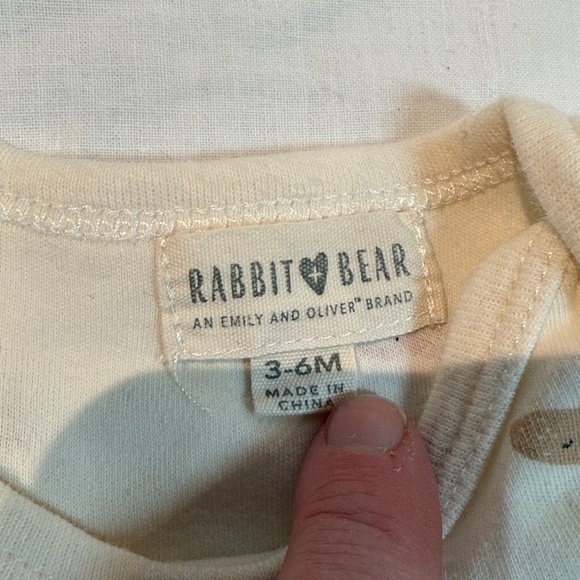 RABBIT BEAR
AN EMILY AND OLIVER™ BRAND
3-6M
MADE IN
CHINA